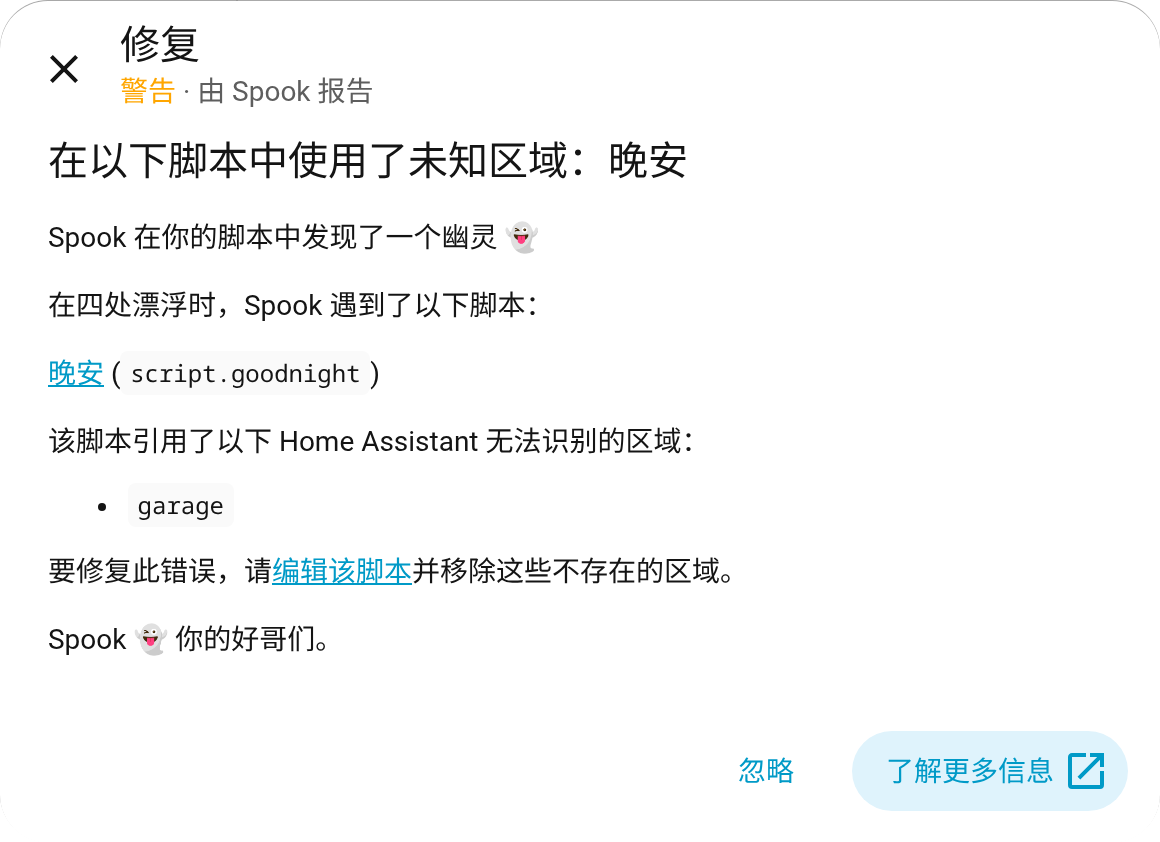 修复
警告 · 由 Spook 报告
在以下脚本中使用了未知区域：晚安
Spook 在你的脚本中发现了一个幽灵 👻
在四处漂浮时，Spook 遇到了以下脚本：
晚安 ( script.goodnight )
该脚本引用了以下 Home Assistant 无法识别的区域：
• garage
要修复此错误，请编辑该脚本并移除这些不存在的区域。
Spook 👻 你的好哥们。
忽略
了解更多信息